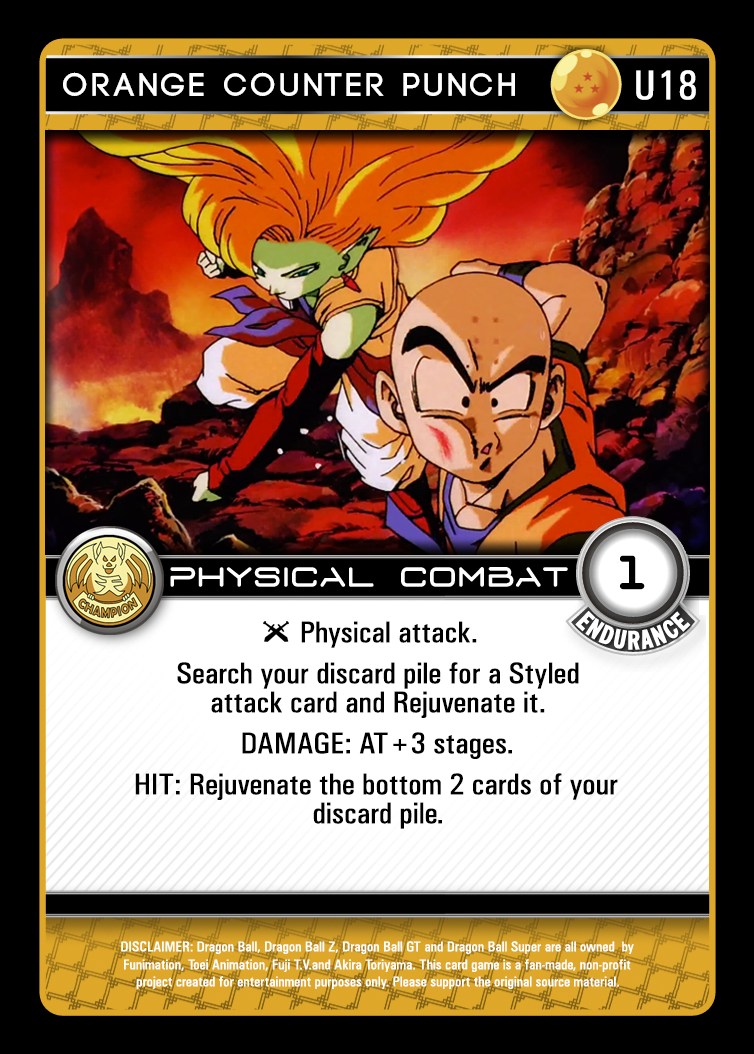 ORANGE COUNTER PUNCH
U18
CHAMPION
PHYSICAL COMBAT
1
ENDURANCE
Physical attack.
Search your discard pile for a Styled
attack card and Rejuvenate it.
DAMAGE: AT+3 stages.
HIT: Rejuvenate the bottom 2 cards of your
discard pile.
DISCLAIMER: Dragon Ball, Dragon Ball Z, Dragon Ball GT and Dragon Ball Super are all owned by
Funimation, Toei Animation, Fuji T.V.and Akira Toriyama. This card game is a fan-made, non-profit
project created for entertainment purposes only. Please support the original source material.